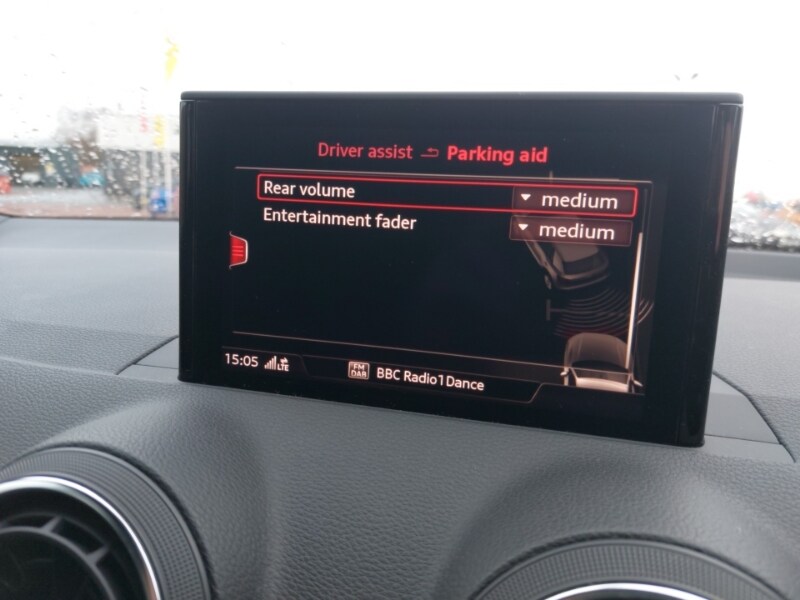 Driver assist Parking aid
Rear volume medium
Entertainment fader medium
15:05 LTE FM DAB BBC Radio1Dance